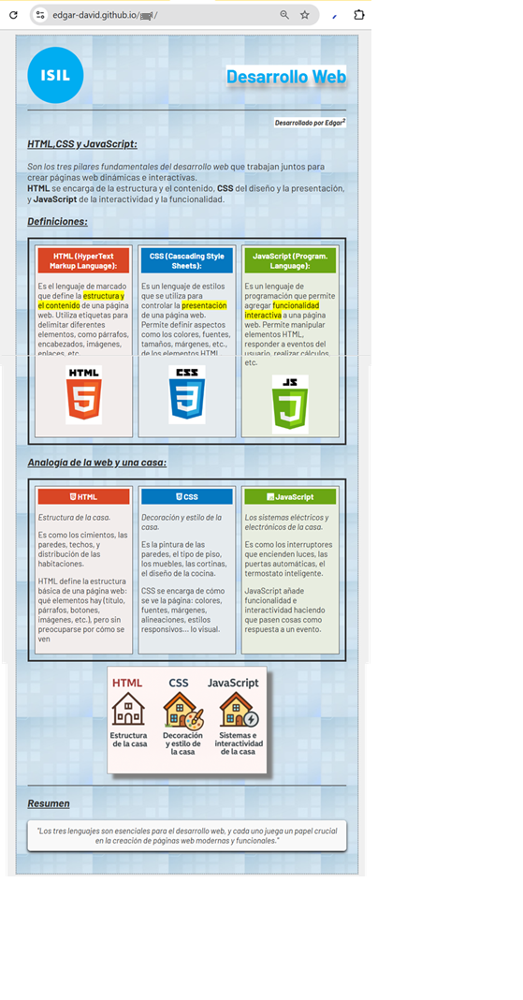 edgar-david.github.io/
ISIL
Desarrollo Web
Desarrollado por Edgar²
HTML,CSS y JavaScript:
Son los tres pilares fundamentales del desarrollo web que trabajan juntos para
crear páginas web dinámicas e interactivas.
HTML se encarga de la estructura y el contenido, CSS del diseño y la presentación,
y JavaScript de la interactividad y la funcionalidad.
Definiciones:
HTML (HyperText
Markup Language):
Es el lenguaje de marcado
que define la estructura y
el contenido de una página
web. Utiliza etiquetas para
delimitar diferentes
elementos, como párrafos,
encabezados, imágenes,
enlaces, etc.
HTML
5
CSS (Cascading Style
Sheets):
Es un lenguaje de estilos
que se utiliza para
controlar la presentación
de una página web.
Permite definir aspectos
como los colores, fuentes,
tamaños, márgenes, etc.,
de los elementos HTML.
CSS
3
JavaScript (Program.
Language):
Es un lenguaje de
programación que permite
agregar funcionalidad
interactiva a una página
web. Permite manipular
elementos HTML,
responder a eventos del
usuario, realizar cálculos,
etc.
JS
Analogía de la web y una casa:
HTML
Estructura de la casa.
Es como los cimientos, las
paredes, techos, y
distribución de las
habitaciones.
HTML define la estructura
básica de una página web:
qué elementos hay (título,
párrafos, botones,
imágenes, etc.), pero sin
preocuparse por cómo se
ven
CSS
Decoración y estilo de la
casa.
Es la pintura de las
paredes, el tipo de piso,
los muebles, las cortinas,
el diseño de la cocina.
CSS se encarga de cómo
se ve la página: colores,
fuentes, márgenes,
alineaciones, estilos
responsivos... lo visual.
JavaScript
Los sistemas eléctricos y
electrónicos de la casa.
Es como los interruptores
que encienden luces, las
puertas automáticas, el
termostato inteligente.
JavaScript añade
funcionalidad e
interactividad haciendo
que pasen cosas como
respuesta a un evento.
HTML
Estructura
de la casa
CSS
Decoración
y estilo de
la casa
JavaScript
Sistemas e
interactividad
de la casa
Resumen
"Los tres lenguajes son esenciales para el desarrollo web, y cada uno juega un papel crucial
en la creación de páginas web modernas y funcionales."